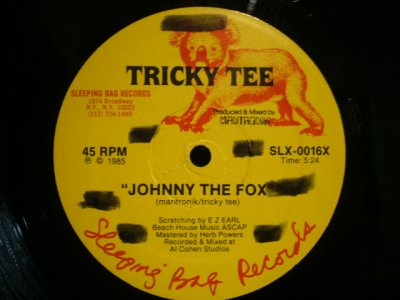 TRICKY TEE
SLEEPING BAG RECORDS
1974 Broadway
N.Y., N.Y. 10023
(212) 724-1440
Produced & Mixed by
MANTRONIK
45 RPM
℗ © 1985
SLX-0016X
Time: 5:24
"JOHNNY THE FOX
(mantronik/tricky tee)
Scratching by E Z EARL
Beach House Music ASCAP
Mastered by Herb Powers
Recorded & Mixed at
Al Cohen Studios
Sleeping Bag Records